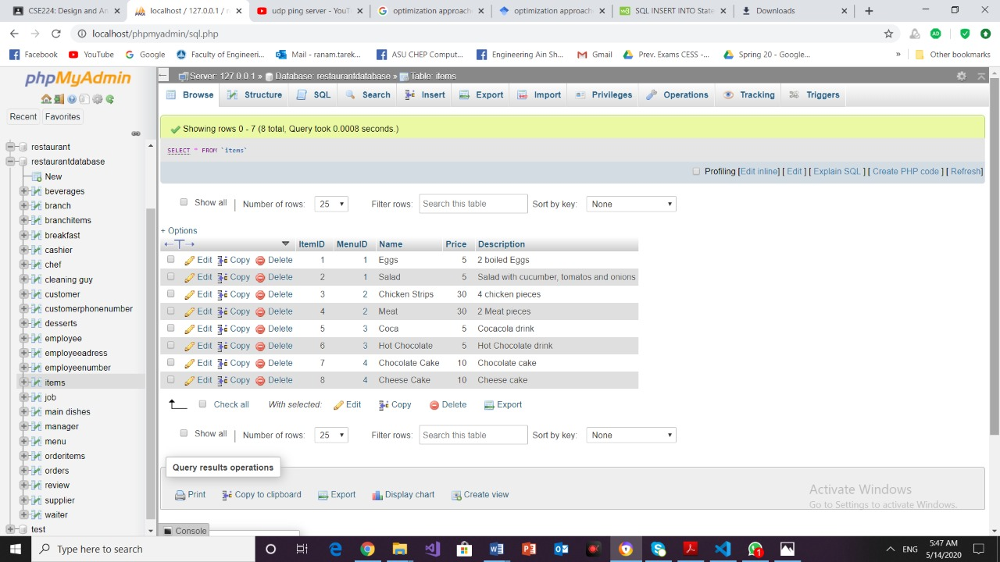 CSE224: Design and An
localhost / 127.0.0.1 / r
udp ping server - YouT
optimization approach
optimization approach
SQL INSERT INTO State
Downloads
localhost/phpmyadmin/sql.php
Facebook YouTube Google Faculty of Engineeri... Mail - ranam.tarek... ASU CHEP Comput... Engineering Ain Sh... Gmail Prev. Exams CESS -... Spring 20 - Google... » Other bookmarks
phpMyAdmin
Recent Favorites
restaurant
restaurantdatabase
New
beverages
branch
branchitems
breakfast
cashier
chef
cleaning guy
customer
customerphonenumber
desserts
employee
employeeadress
employeenumber
items
job
main dishes
manager
menu
orderitems
orders
review
supplier
waiter
test
Server: 127.0.0.1 » Database: restaurantdatabase » Table: items
Browse Structure SQL Search Insert Export Import Privileges Operations Tracking Triggers
Showing rows 0 - 7 (8 total, Query took 0.0008 seconds.)
SELECT * FROM `items`
Profiling [Edit inline] [ Edit ] [ Explain SQL ] [ Create PHP code ] [ Refresh]
Show all | Number of rows: 25 Filter rows: Search this table Sort by key: None
+ Options
←T→ ItemID MenuID Name Price Description
Edit Copy Delete 1 1 Eggs 5 2 boiled Eggs
Edit Copy Delete 2 1 Salad 5 Salad with cucumber, tomatos and onions
Edit Copy Delete 3 2 Chicken Strips 30 4 chicken pieces
Edit Copy Delete 4 2 Meat 30 2 Meat pieces
Edit Copy Delete 5 3 Coca 5 Cocacola drink
Edit Copy Delete 6 3 Hot Chocolate 5 Hot Chocolate drink
Edit Copy Delete 7 4 Chocolate Cake 10 Chocolate cake
Edit Copy Delete 8 4 Cheese Cake 10 Cheese cake
Check all With selected: Edit Copy Delete Export
Show all | Number of rows: 25 Filter rows: Search this table Sort by key: None
Query results operations
Print Copy to clipboard Export Display chart Create view
Console
Activate Windows
Go to Settings to activate Windows.
Type here to search
ENG
5:47 AM
5/14/2020